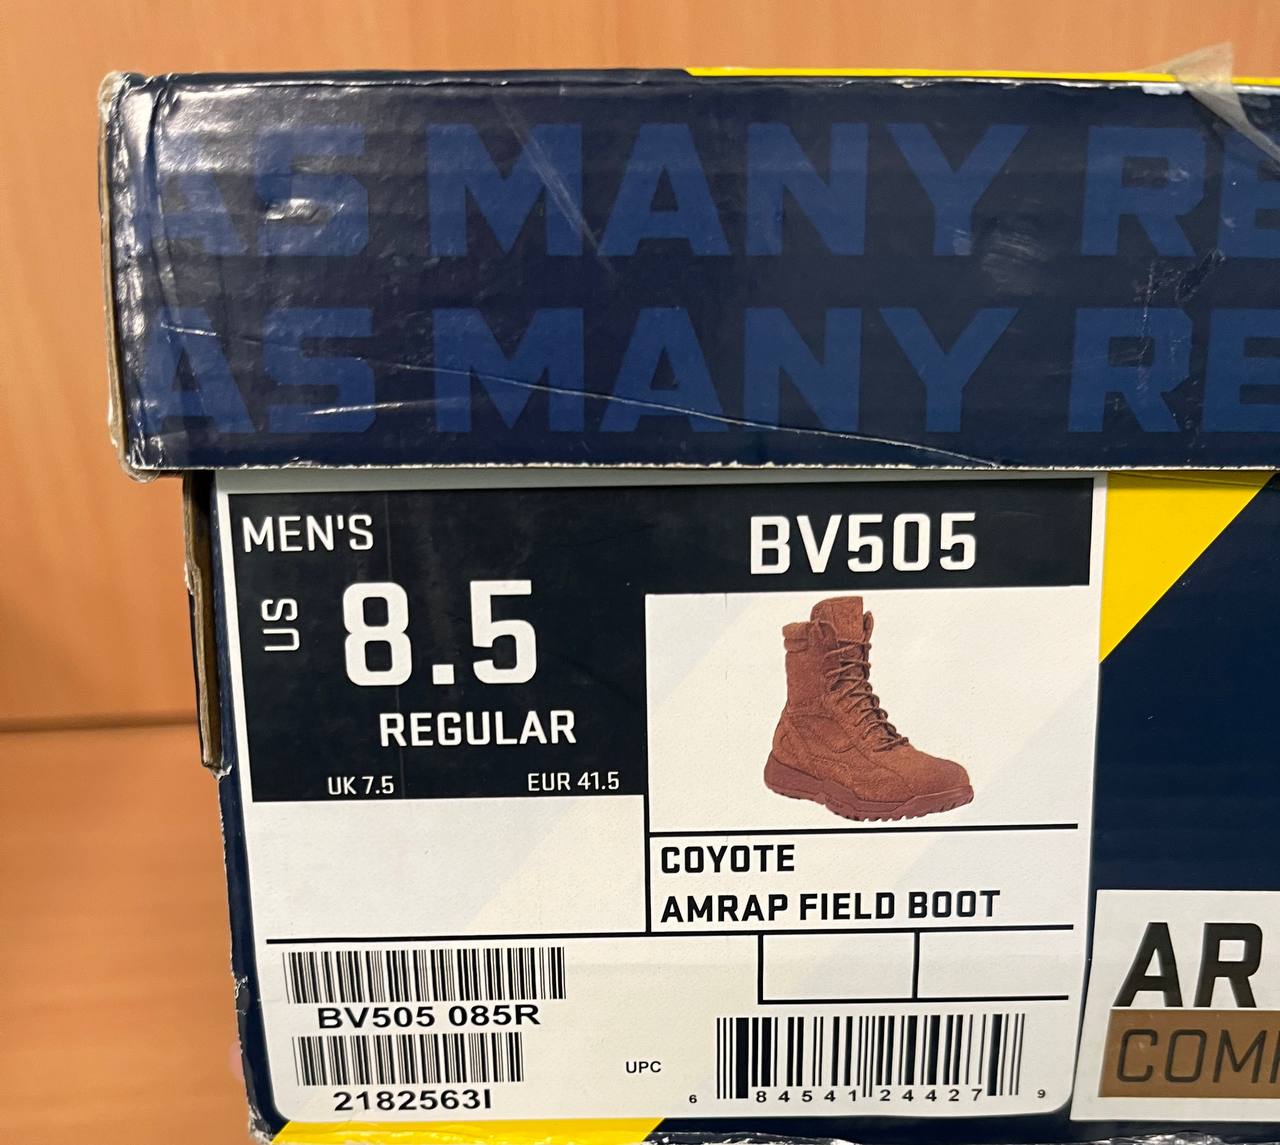 AS MANY RE
AS MANY RE
MEN'S
BV505
US
8.5
REGULAR
UK 7.5
EUR 41.5
COYOTE
AMRAP FIELD BOOT
BV505 085R
2182563I
UPC
6 84541 24427 9
AR
COM